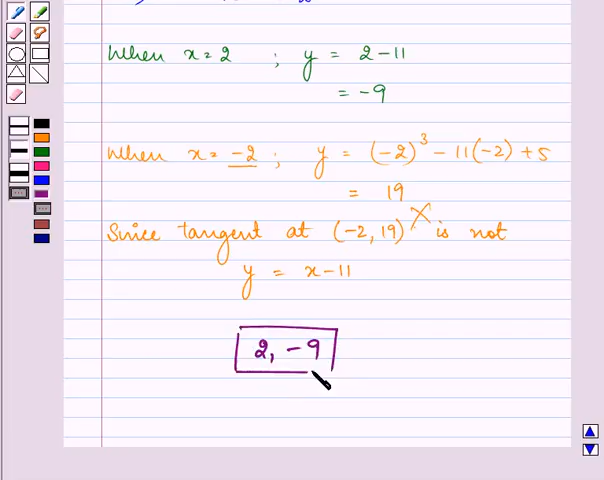 When x = 2 ; y = 2 - 11
= -9
When x = -2 ; y = (-2)³ - 11(-2) + 5
= 19
Since tangent at (-2, 19) X is not
y = x - 11
2, -9